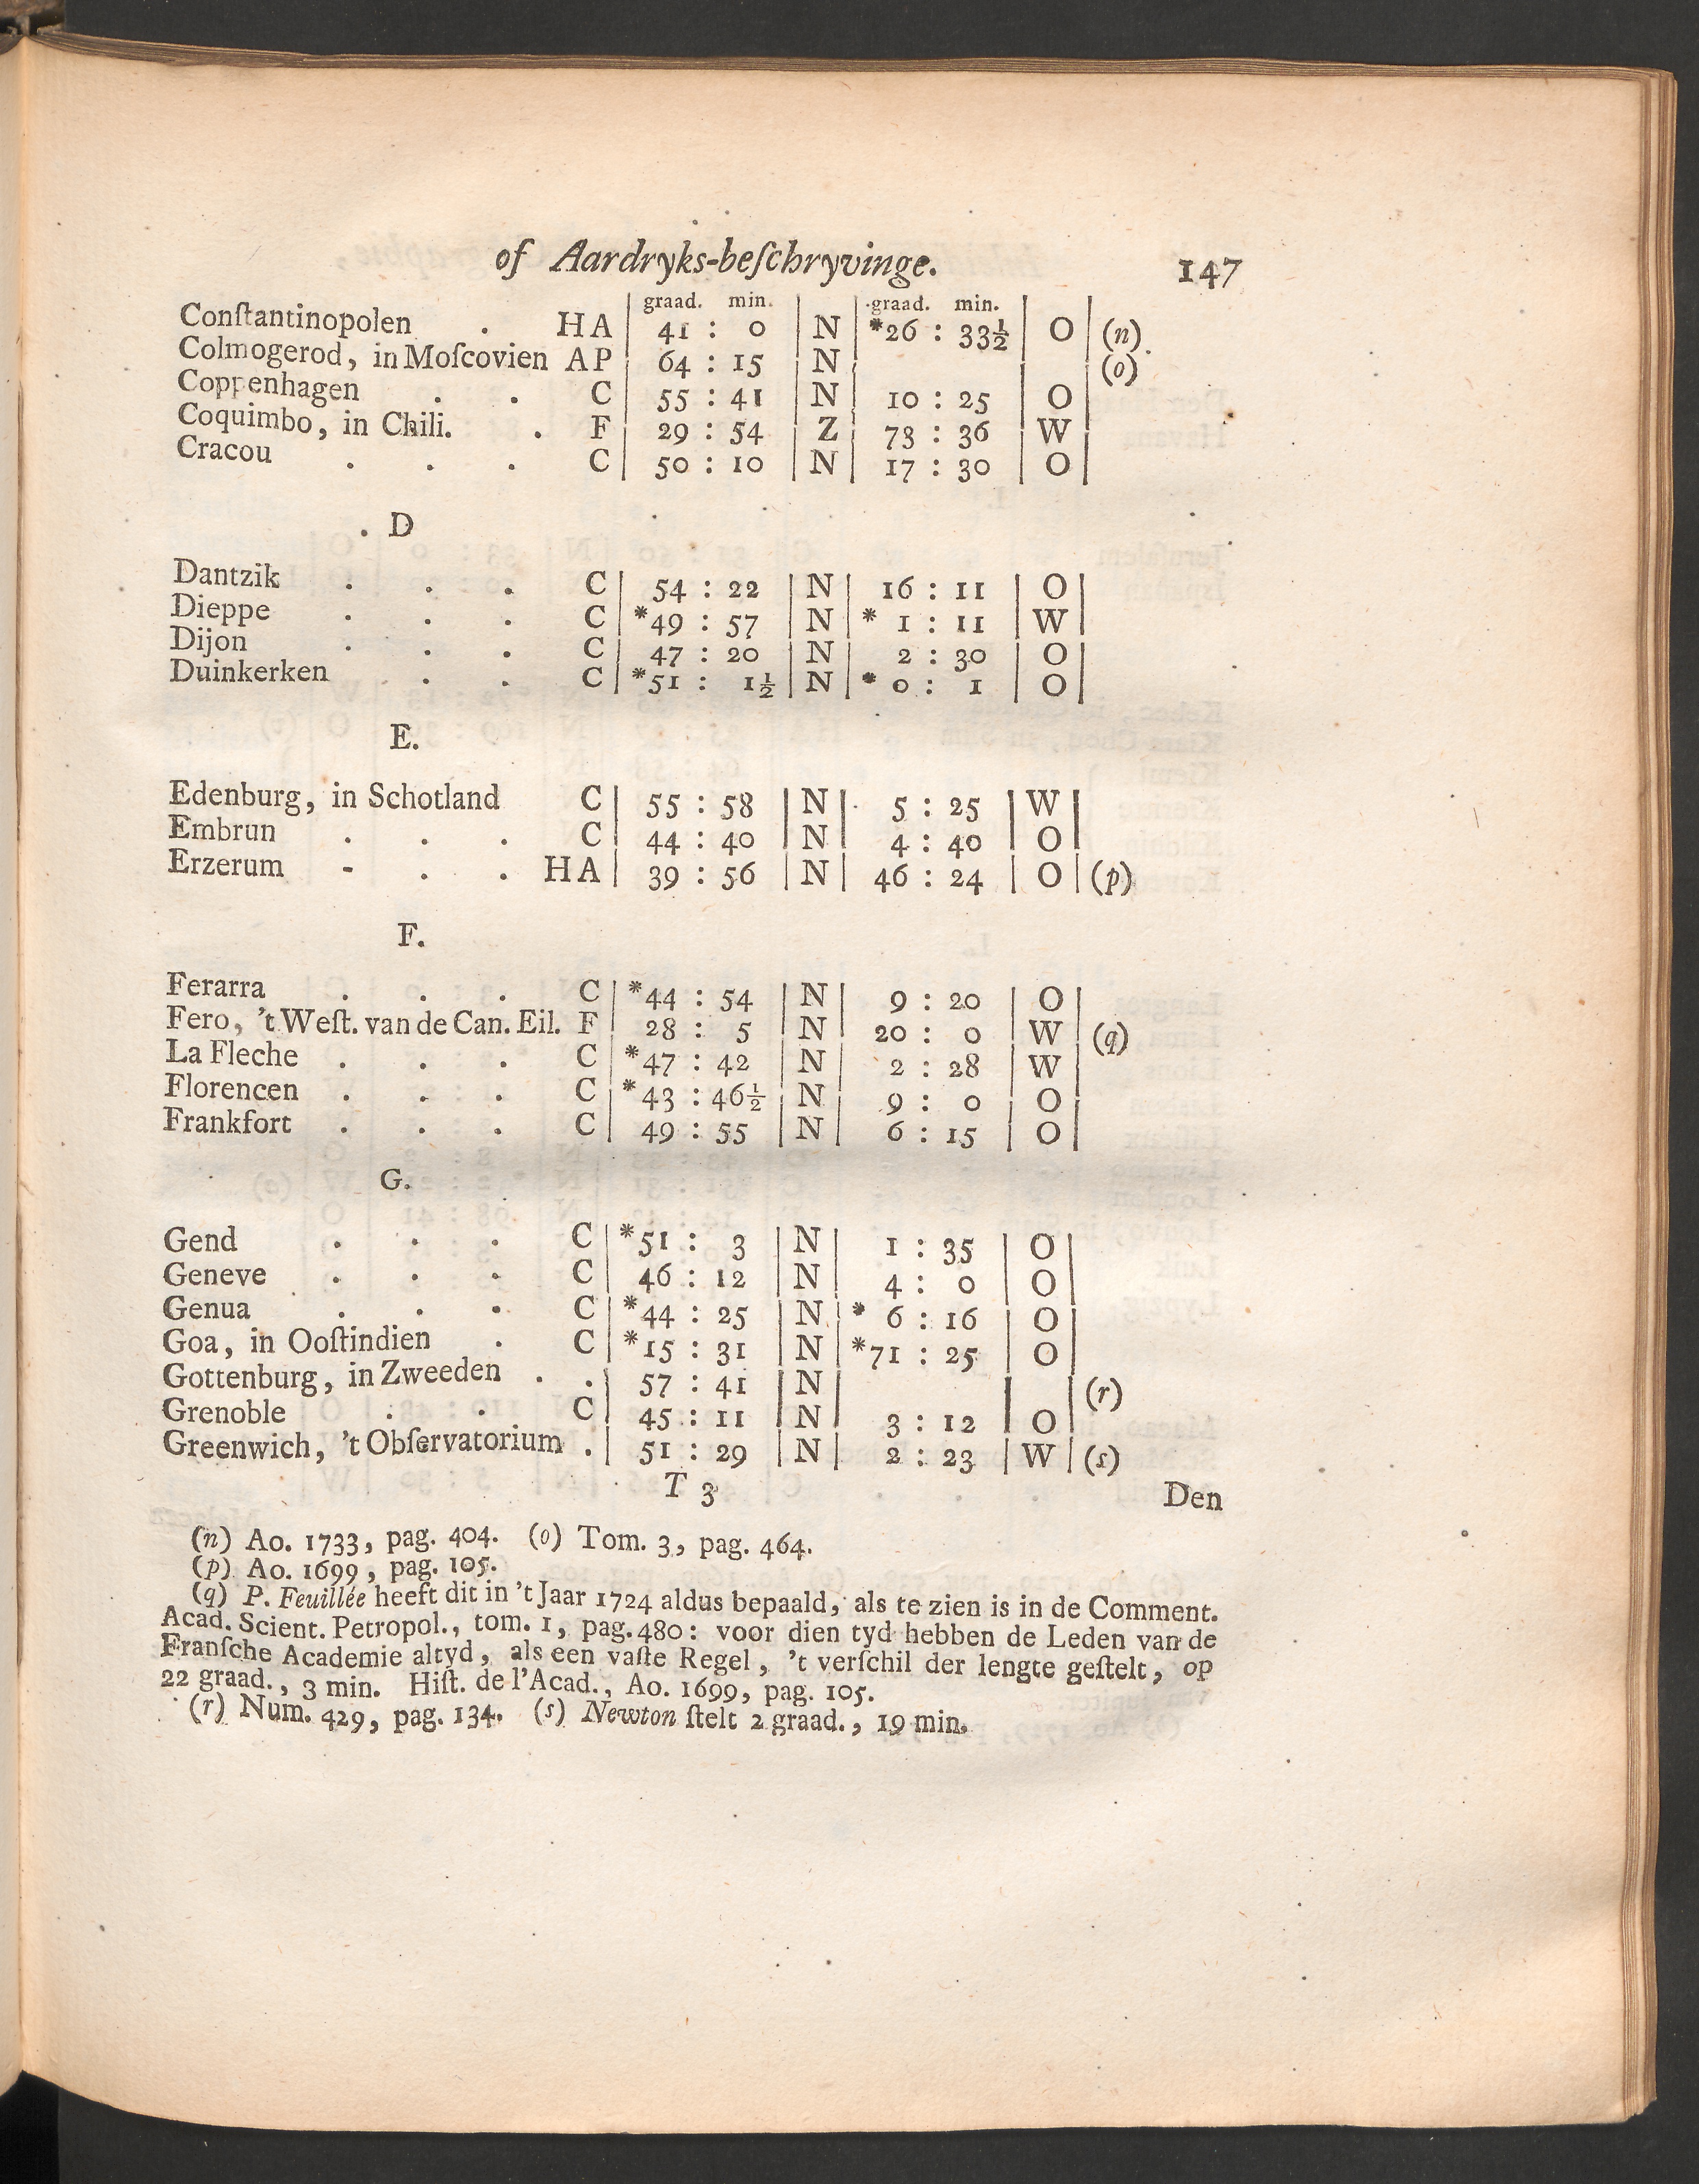 of Aardryks-beſchryvinge. 147
graad. min. graad. min.
Conſtantinopolen . HA | 41 : 0 | N | *26 : 33½ | O | (n)
Colmogerod, in Moſcovien AP | 64 : 15 | N | | | (o)
Coppenhagen . . C | 55 : 41 | N | 10 : 25 | O |
Coquimbo, in Chili. . F | 29 : 54 | Z | 73 : 36 | W |
Cracou . . . C | 50 : 10 | N | 17 : 30 | O |
. D
Dantzik . . . C | 54 : 22 | N | 16 : 11 | O |
Dieppe . . . C | *49 : 57 | N | * 1 : 11 | W |
Dijon . . . C | 47 : 20 | N | 2 : 30 | O |
Duinkerken . . C | *51 : 1½ | N | * 0 : 1 | O |
E.
Edenburg, in Schotland C | 55 : 58 | N | 5 : 25 | W |
Embrun . . . C | 44 : 40 | N | 4 : 40 | O |
Erzerum - . . HA | 39 : 56 | N | 46 : 24 | O | (p)
F.
Ferarra . . . C | *44 : 54 | N | 9 : 20 | O |
Fero, 't Weſt. van de Can. Eil. F | 28 : 5 | N | 20 : 0 | W | (q)
La Fleche . . . C | *47 : 42 | N | 2 : 28 | W |
Florencen . . . C | *43 : 46½ | N | 9 : 0 | O |
Frankfort . . . C | 49 : 55 | N | 6 : 15 | O |
G.
Gend . . . C | *51 : 3 | N | 1 : 35 | O |
Geneve . . . C | 46 : 12 | N | 4 : 0 | O |
Genua . . . C | *44 : 25 | N | * 6 : 16 | O |
Goa, in Ooſtindien . C | *15 : 31 | N | *71 : 25 | O |
Gottenburg, in Zweeden . . | 57 : 41 | N | | | (r)
Grenoble . . C | 45 : 11 | N | 3 : 12 | O |
Greenwich, 't Obſervatorium . | 51 : 29 | N | 2 : 23 | W | (s)
T 3 Den
(n) Ao. 1733, pag. 404. (o) Tom. 3, pag. 464.
(p) Ao. 1699, pag. 105.
(q) P. Feuillée heeft dit in 't Jaar 1724 aldus bepaald, als te zien is in de Comment.
Acad. Scient. Petropol., tom. 1, pag. 480: voor dien tyd hebben de Leden van de
Franſche Academie altyd, als een vaſte Regel, 't verſchil der lengte geſtelt, op
22 graad., 3 min. Hiſt. de l'Acad., Ao. 1699, pag. 105.
(r) Num. 429, pag. 134. (s) Newton ſtelt 2 graad., 19 min.